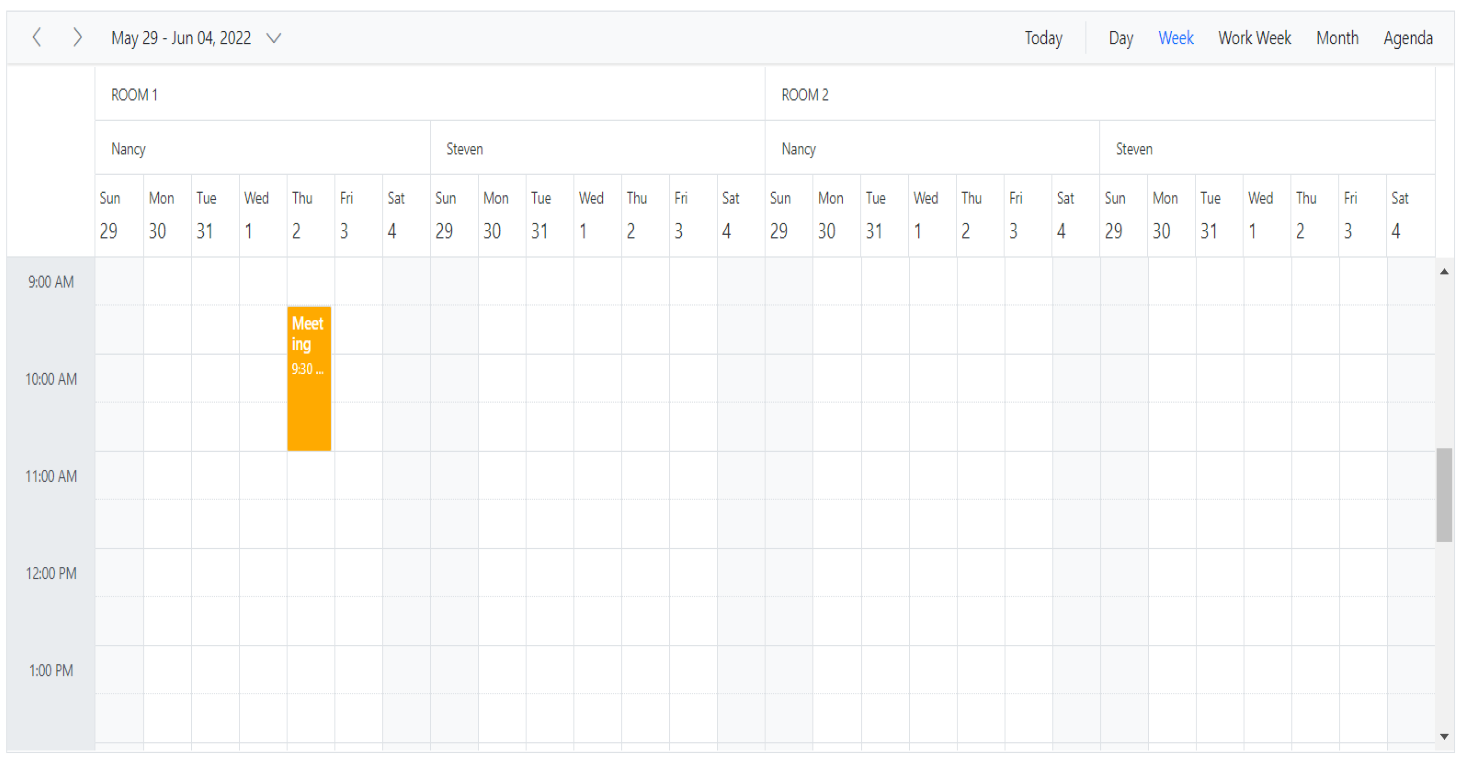 May 29 - Jun 04, 2022 Today Day Week Work Week Month Agenda
ROOM 1 ROOM 2
Nancy Steven Nancy Steven
Sun Mon Tue Wed Thu Fri Sat Sun Mon Tue Wed Thu Fri Sat Sun Mon Tue Wed Thu Fri Sat Sun Mon Tue Wed Thu Fri Sat
29 30 31 1 2 3 4 29 30 31 1 2 3 4 29 30 31 1 2 3 4 29 30 31 1 2 3 4
9:00 AM
Meet
ing
9:30 ...
10:00 AM
11:00 AM
12:00 PM
1:00 PM